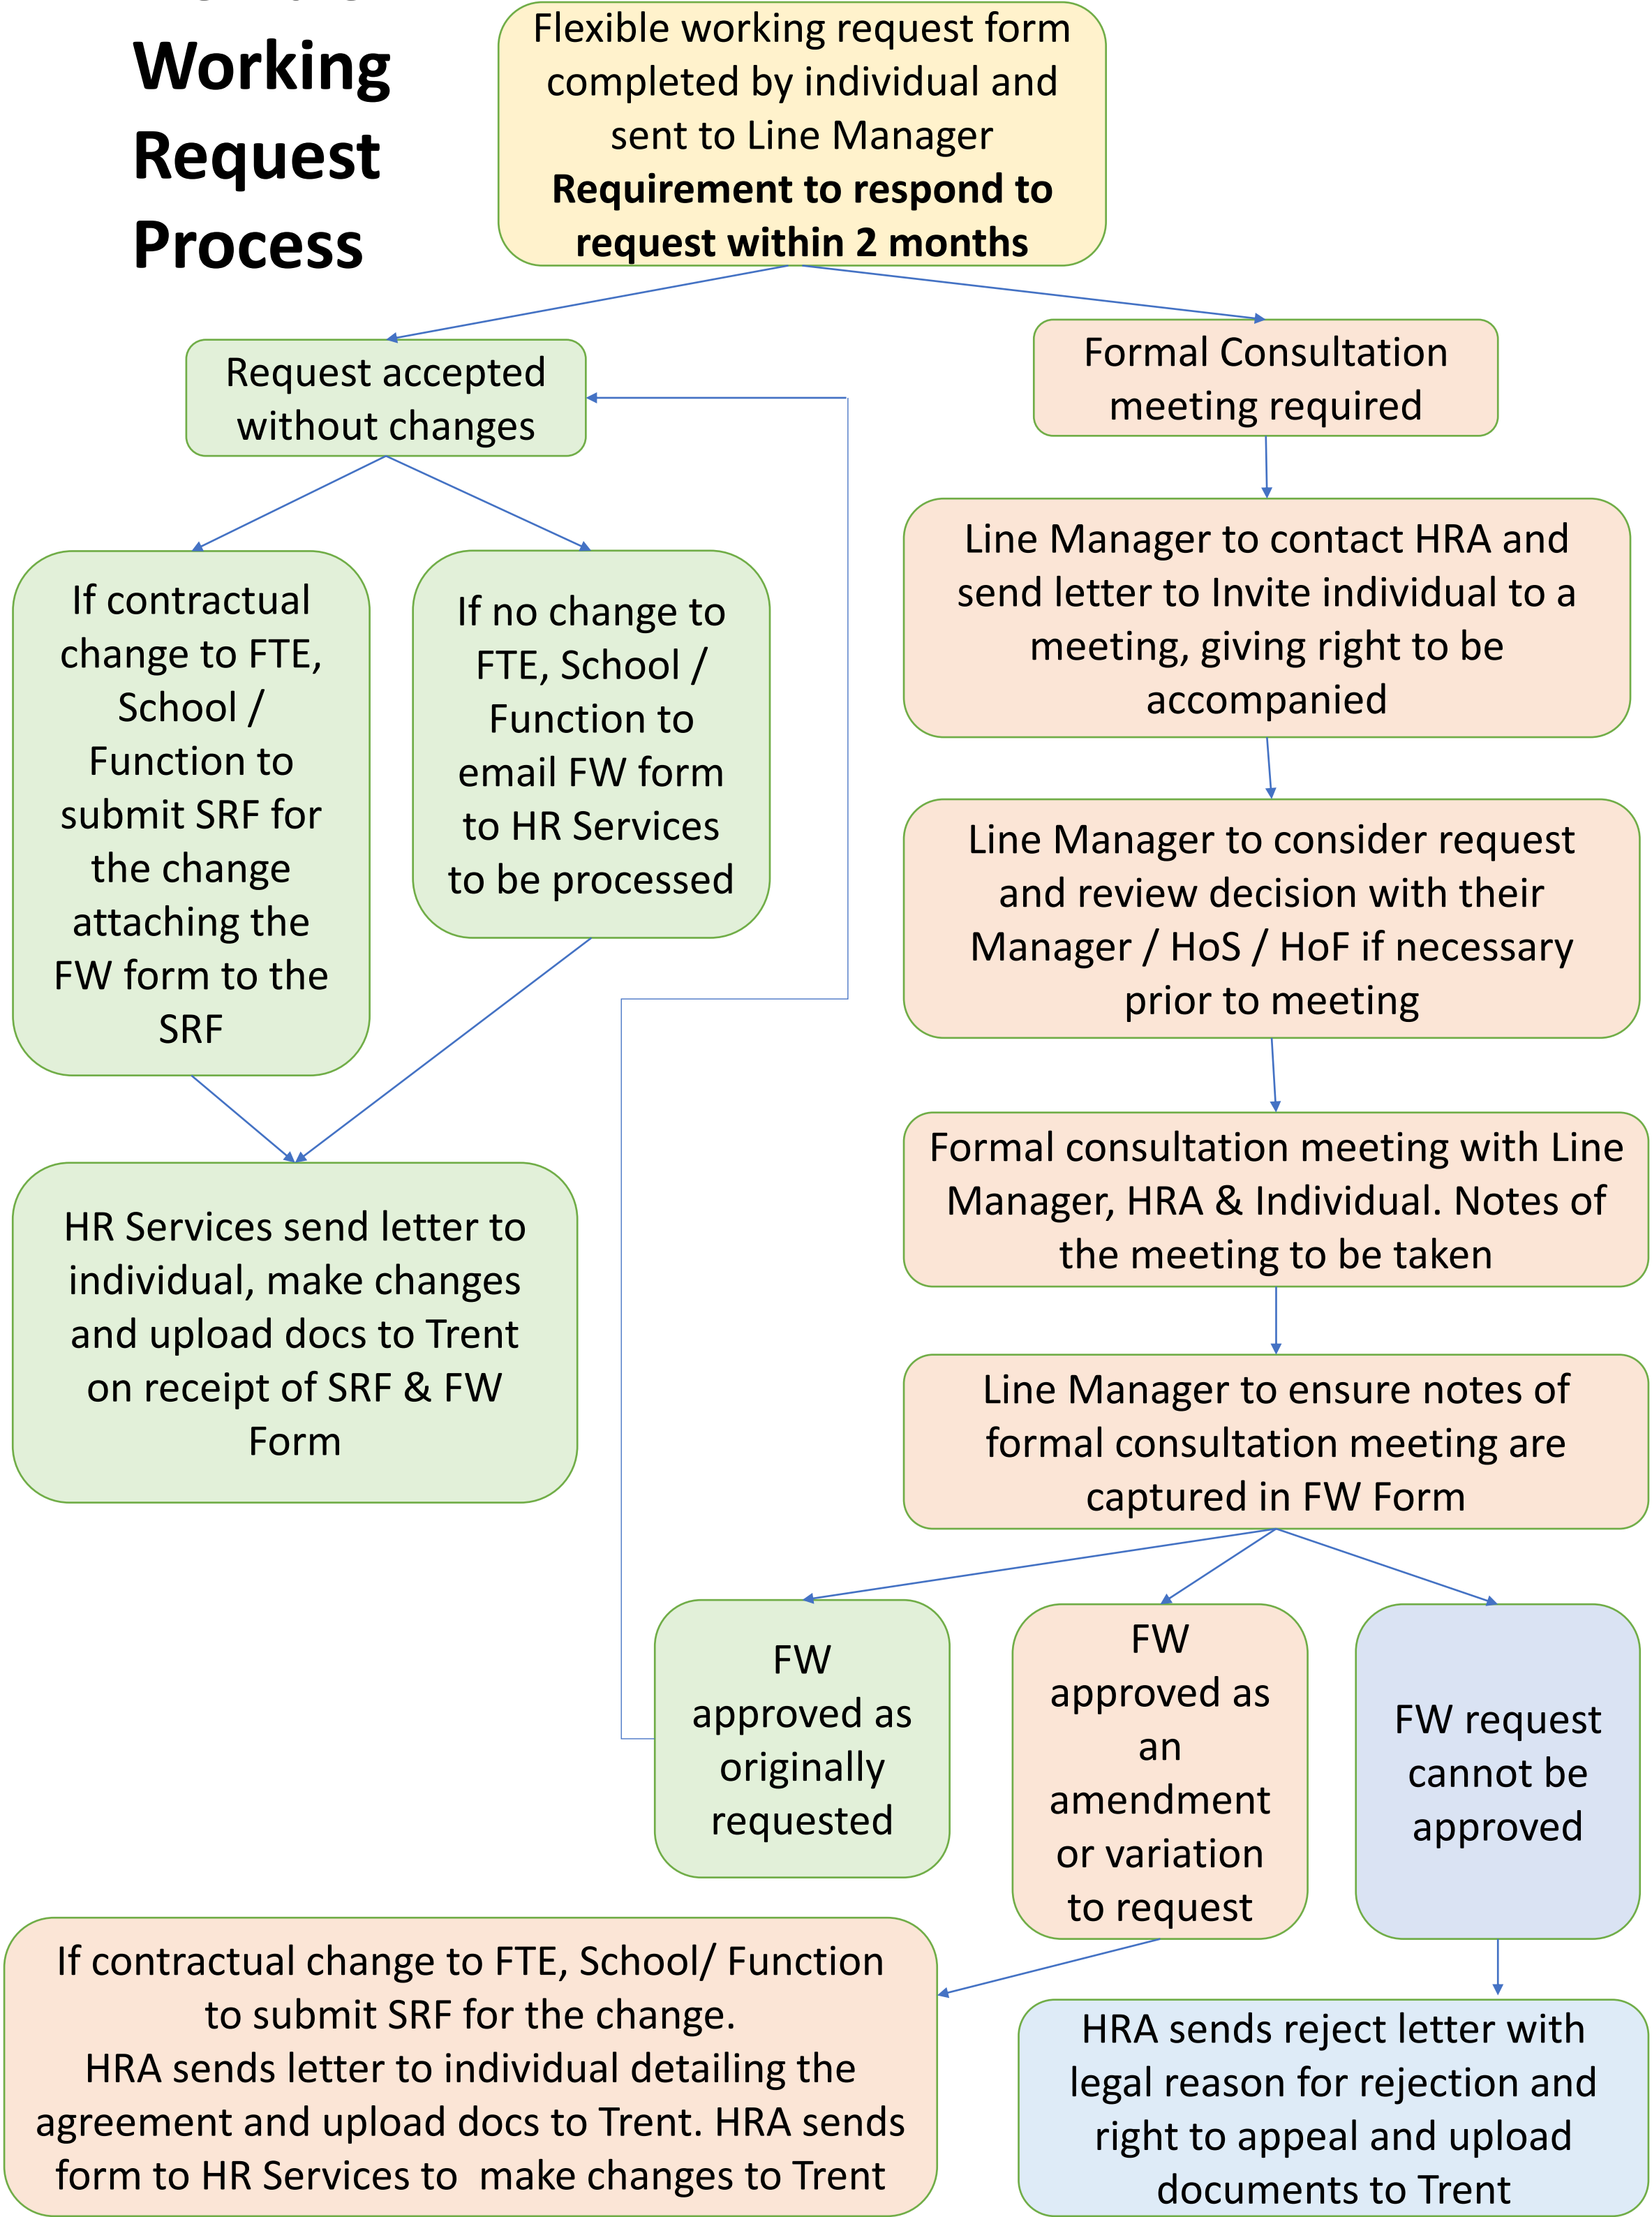 Working
Request
Process
Flexible working request form
completed by individual and
sent to Line Manager
Requirement to respond to
request within 2 months
Request accepted
without changes
Formal Consultation
meeting required
If contractual
change to FTE,
School /
Function to
submit SRF for
the change
attaching the
FW form to the
SRF
If no change to
FTE, School /
Function to
email FW form
to HR Services
to be processed
Line Manager to contact HRA and
send letter to Invite individual to a
meeting, giving right to be
accompanied
Line Manager to consider request
and review decision with their
Manager / HoS / HoF if necessary
prior to meeting
Formal consultation meeting with Line
Manager, HRA & Individual. Notes of
the meeting to be taken
HR Services send letter to
individual, make changes
and upload docs to Trent
on receipt of SRF & FW
Form
Line Manager to ensure notes of
formal consultation meeting are
captured in FW Form
FW
approved as
originally
requested
FW
approved as
an
amendment
or variation
to request
FW request
cannot be
approved
If contractual change to FTE, School/ Function
to submit SRF for the change.
HRA sends letter to individual detailing the
agreement and upload docs to Trent. HRA sends
form to HR Services to  make changes to Trent
HRA sends reject letter with
legal reason for rejection and
right to appeal and upload
documents to Trent